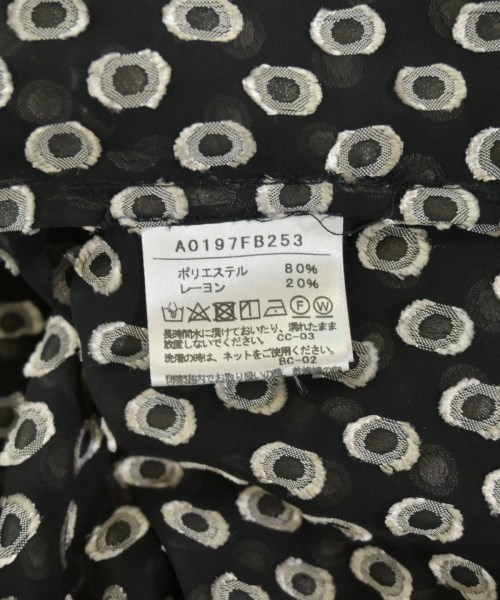 A0197FB253
ポリエステル 80%
レーヨン 20%
F W
長時間水に漬けておいたり、濡れたまま
放置しないでください。 CC-03
洗濯の時は、ネットをご使用ください。
BC-02